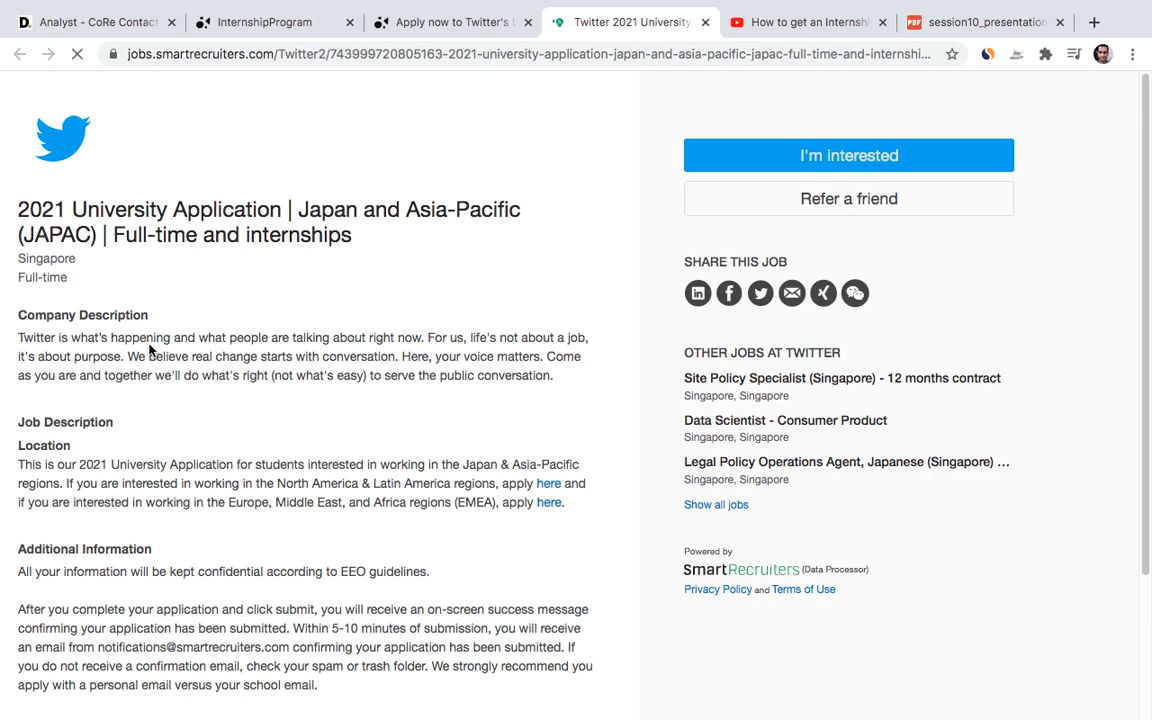 D. Analyst - CoRe Contact
InternshipProgram
Apply now to Twitter's U
Twitter 2021 University
How to get an Internshi
PDF session10_presentation
jobs.smartrecruiters.com/Twitter2/743999720805163-2021-university-application-japan-and-asia-pacific-japac-full-time-and-internshi...
2021 University Application | Japan and Asia-Pacific
(JAPAC) | Full-time and internships
Singapore
Full-time
Company Description
Twitter is what's happening and what people are talking about right now. For us, life's not about a job,
it's about purpose. We believe real change starts with conversation. Here, your voice matters. Come
as you are and together we'll do what's right (not what's easy) to serve the public conversation.
Job Description
Location
This is our 2021 University Application for students interested in working in the Japan & Asia-Pacific
regions. If you are interested in working in the North America & Latin America regions, apply here and
if you are interested in working in the Europe, Middle East, and Africa regions (EMEA), apply here.
Additional Information
All your information will be kept confidential according to EEO guidelines.
After you complete your application and click submit, you will receive an on-screen success message
confirming your application has been submitted. Within 5-10 minutes of submission, you will receive
an email from notifications@smartrecruiters.com confirming your application has been submitted. If
you do not receive a confirmation email, check your spam or trash folder. We strongly recommend you
apply with a personal email versus your school email.
I'm interested
Refer a friend
SHARE THIS JOB
OTHER JOBS AT TWITTER
Site Policy Specialist (Singapore) - 12 months contract
Singapore, Singapore
Data Scientist - Consumer Product
Singapore, Singapore
Legal Policy Operations Agent, Japanese (Singapore) ...
Singapore, Singapore
Show all jobs
Powered by
SmartRecruiters (Data Processor)
Privacy Policy and Terms of Use